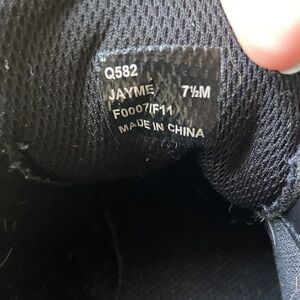 Q582
JAYME 7½M
F0007/F11
MADE IN CHINA